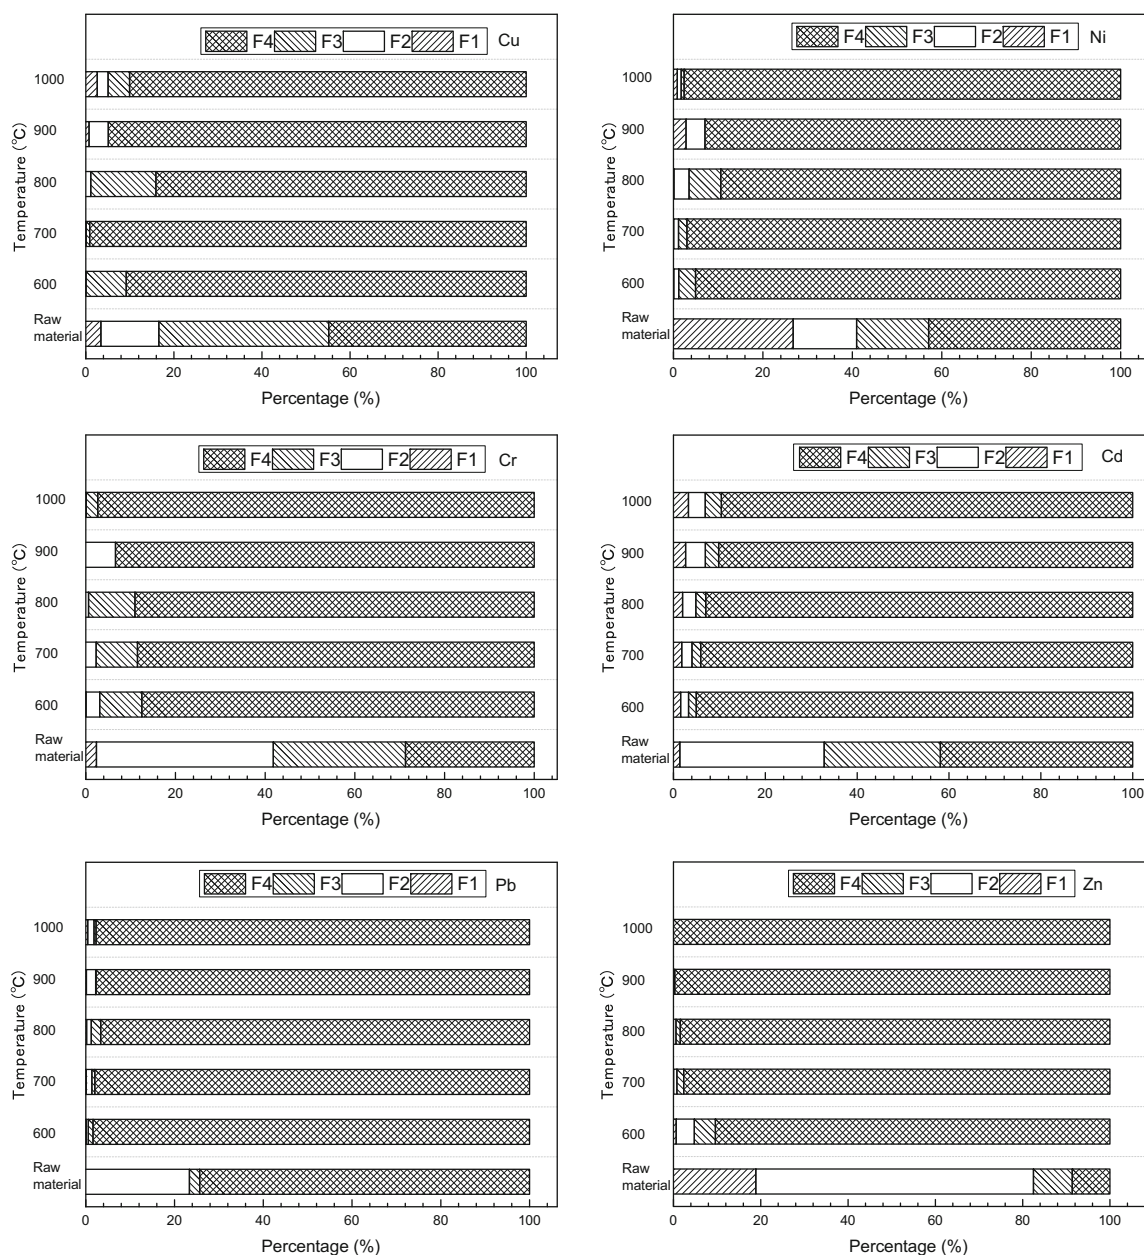 F4 F3 F2 F1 Cu
1000
900
800
700
600
Raw
material
Temperature (℃)
0 20 40 60 80 100
Percentage (%)
F4 F3 F2 F1 Ni
1000
900
800
700
600
Raw
material
Temperature (℃)
0 20 40 60 80 100
Percentage (%)
F4 F3 F2 F1 Cr
1000
900
800
700
600
Raw
material
Temperature (℃)
0 20 40 60 80 100
Percentage (%)
F4 F3 F2 F1 Cd
1000
900
800
700
600
Raw
material
Temperature (℃)
0 20 40 60 80 100
Percentage (%)
F4 F3 F2 F1 Pb
1000
900
800
700
600
Raw
material
Temperature (℃)
0 20 40 60 80 100
Percentage (%)
F4 F3 F2 F1 Zn
1000
900
800
700
600
Raw
material
Temperature (℃)
0 20 40 60 80 100
Percentage (%)